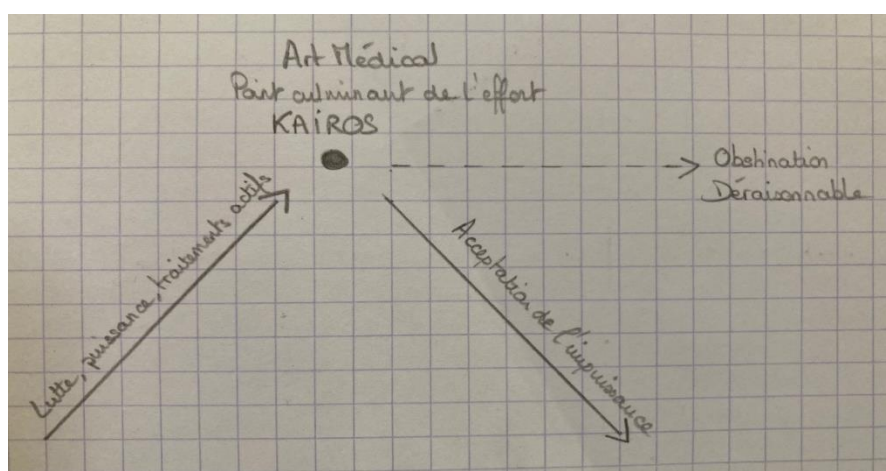 Art Médical
Point culminant de l'effort
KAIROS
Obstination
Déraisonnable
Lutte, puissance, traitements actifs
Acceptation de l'impuissance